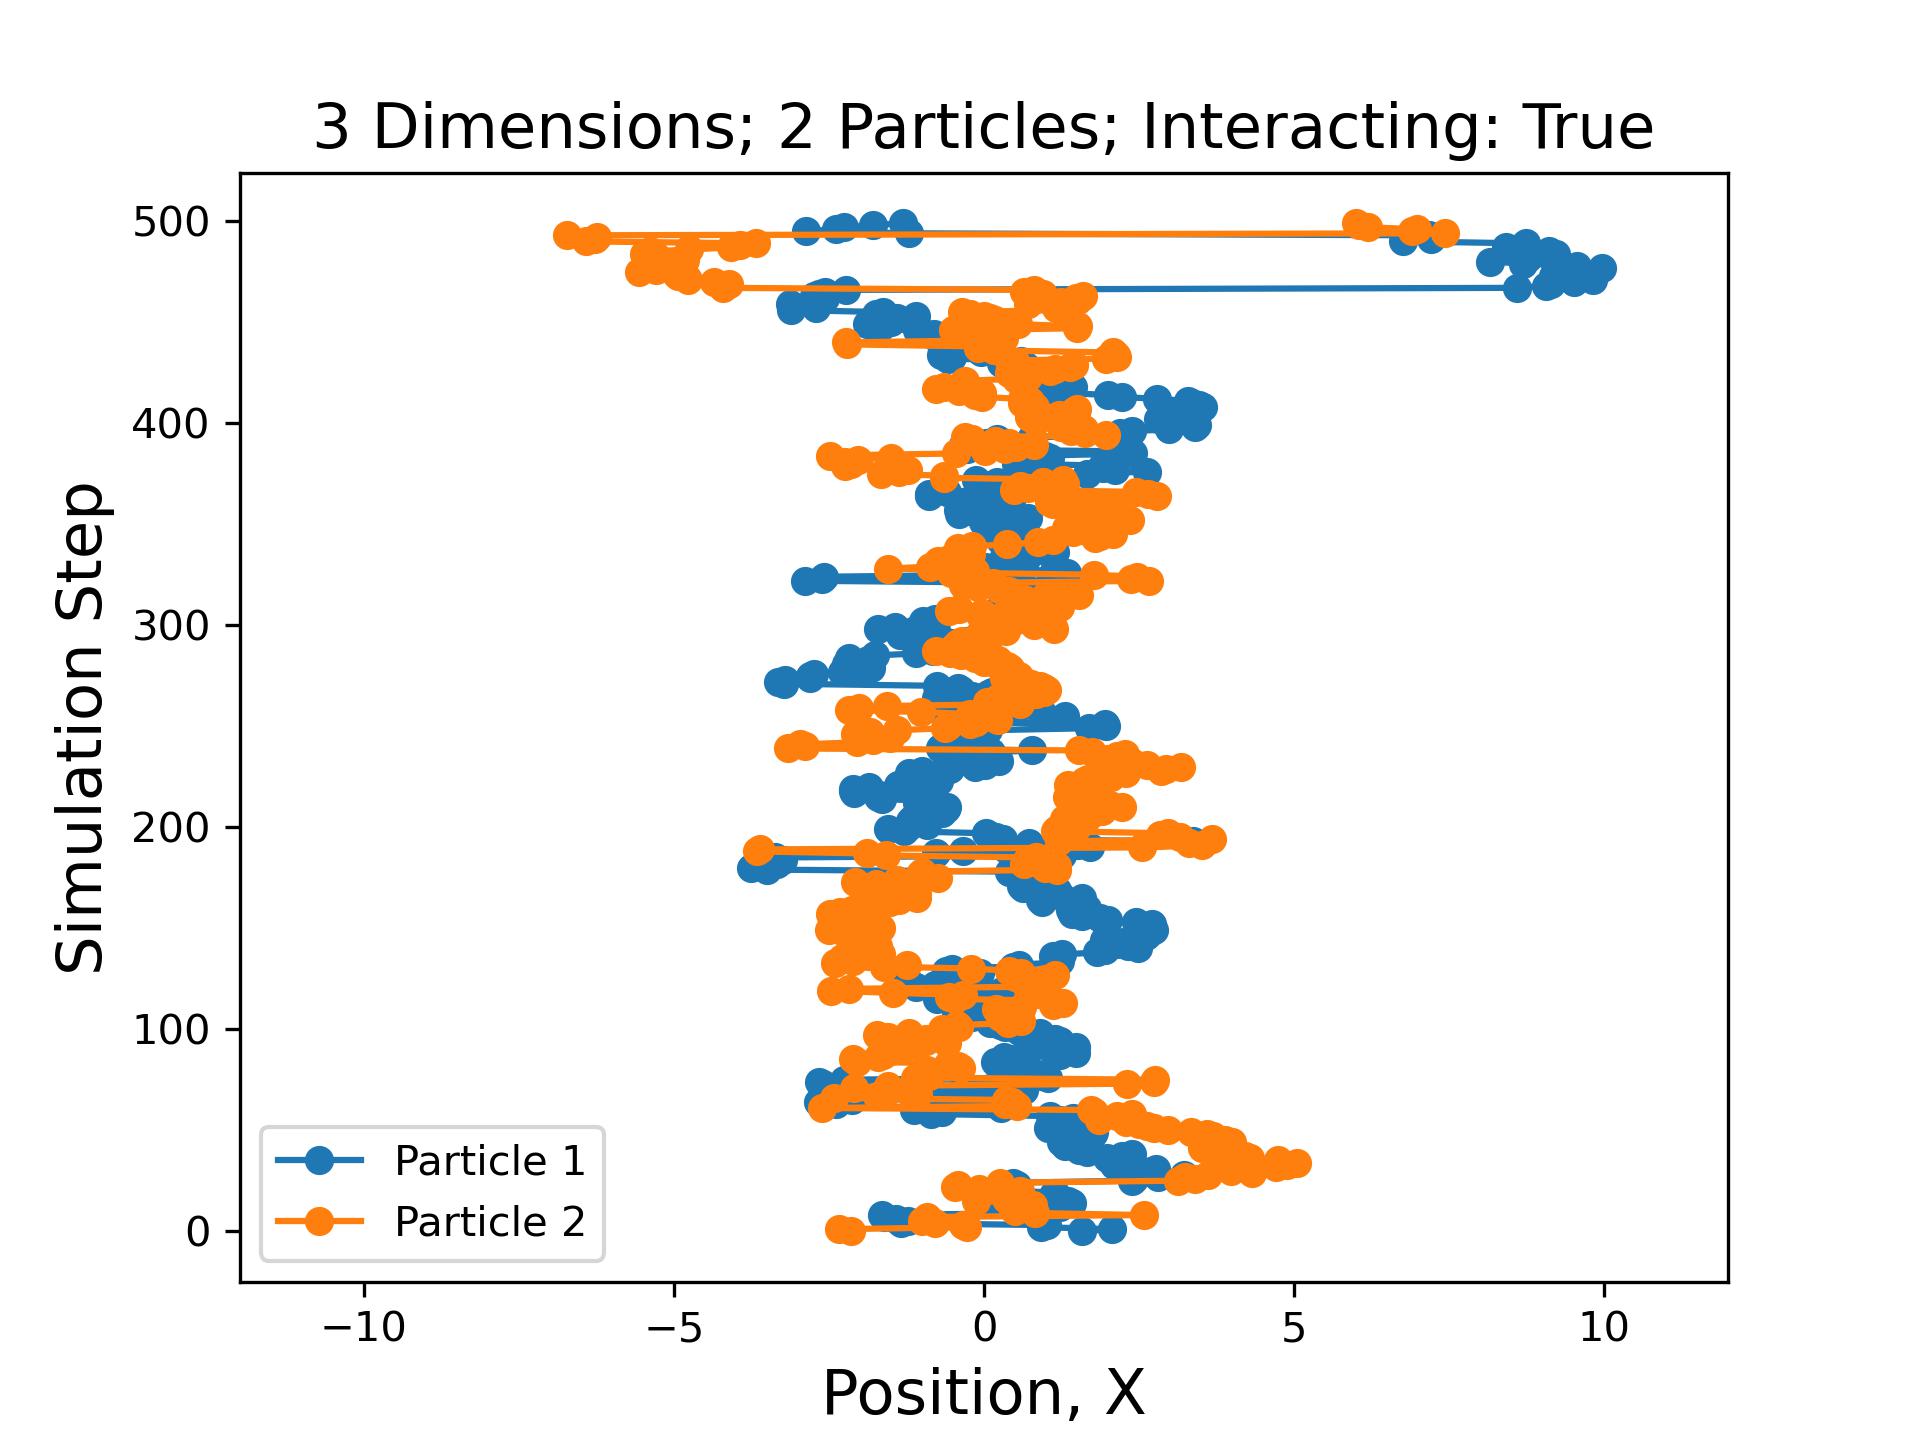 3 Dimensions; 2 Particles; Interacting: True
Simulation Step
500
400
300
200
100
0
Particle 1
Particle 2
−10
−5
0
5
10
Position, X